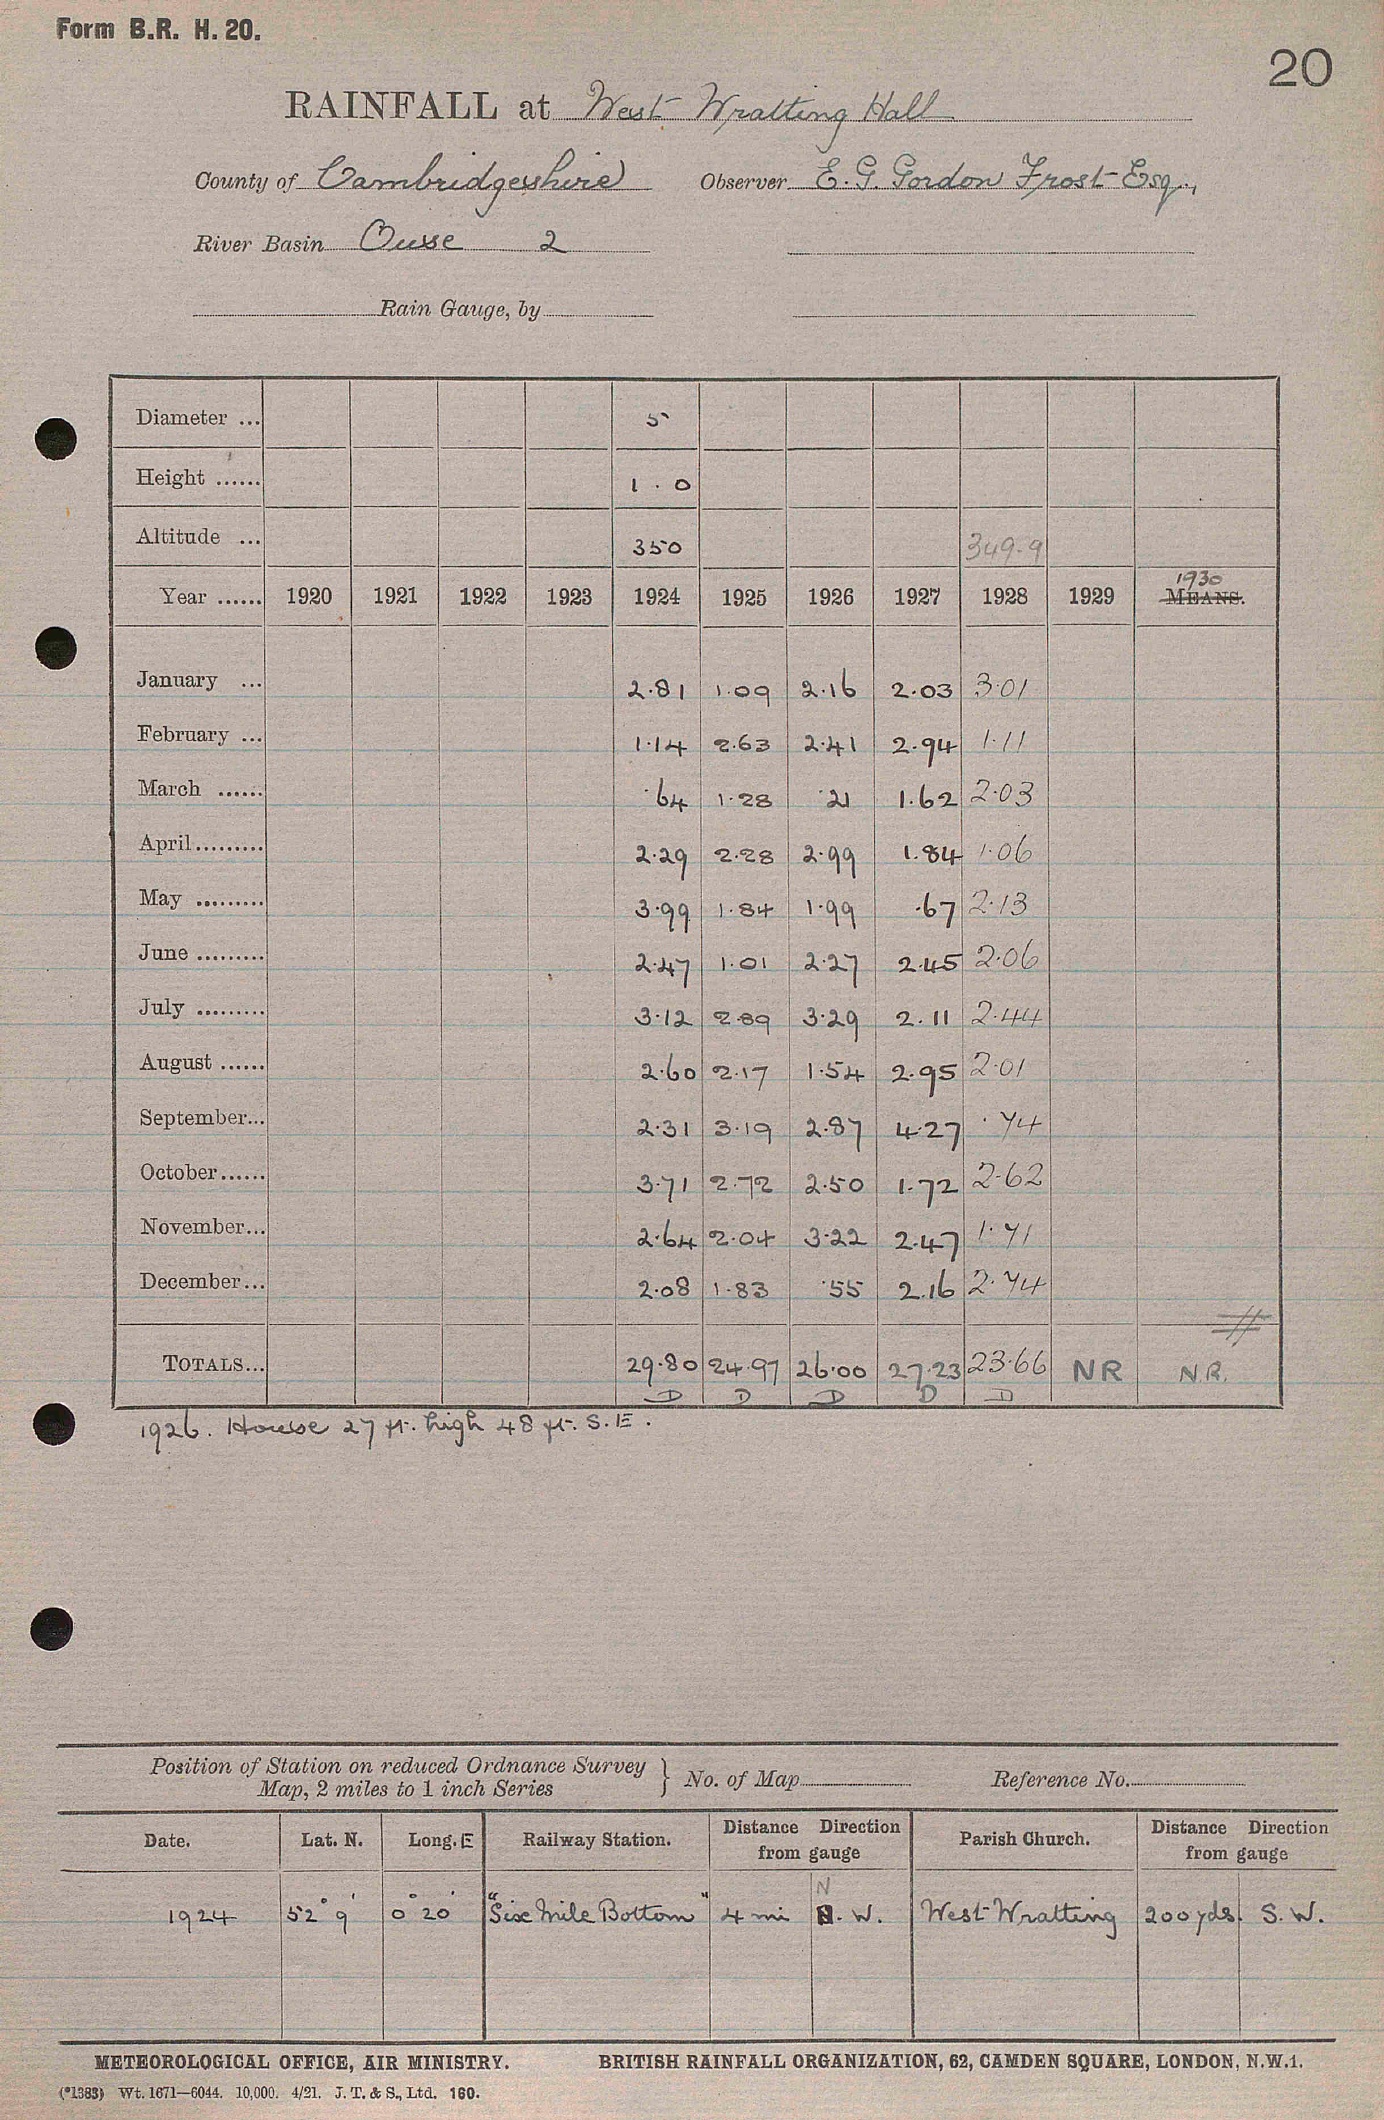 Form B.R. H. 20.
20
RAINFALL at West Wratting Hall
County of Cambridgeshire Observer E. G. Gordon Frost Esq.,
River Basin Ouse 2
Rain Gauge, by
Diameter ... 5
Height ...... 1 . 0
Altitude ... 350 349.9
1930
Year ...... 1920 1921 1922 1923 1924 1925 1926 1927 1928 1929 MEANS.
January ... 2.81 1.09 2.16 2.03 3.01
February ... 1.14 2.63 2.41 2.94 1.11
March ...... .64 1.28 .21 1.62 2.03
April......... 2.29 2.28 2.99 1.84 1.06
May ......... 3.99 1.84 1.99 .67 2.13
June ......... 2.47 1.01 2.27 2.45 2.06
July ......... 3.12 2.89 3.29 2.11 2.44
August ...... 2.60 2.17 1.54 2.95 2.01
September... 2.31 3.19 2.87 4.27 .74
October...... 3.71 2.72 2.50 1.72 2.62
November... 2.64 2.04 3.22 2.47 1.71
December... 2.08 1.83 .55 2.16 2.74
TOTALS... 29.80 24.97 26.00 27.23 23.66 NR N.R.
D D D D D
1926. House 27 ft. high 48 ft. S.E.
Position of Station on reduced Ordnance Survey
Map, 2 miles to 1 inch Series } No. of Map Reference No.
Date. Lat. N. Long. E Railway Station. Distance Direction from gauge Parish Church. Distance Direction from gauge
N
1924 52° 9' 0° 20' "Six Mile Bottom" 4 mi . W. West Wratting 200 yds. S. W.
METEOROLOGICAL OFFICE, AIR MINISTRY. BRITISH RAINFALL ORGANIZATION, 62, CAMDEN SQUARE, LONDON, N.W.1.
(*1383) Wt. 1671—6044. 10,000. 4/21. J. T. & S., Ltd. 160.